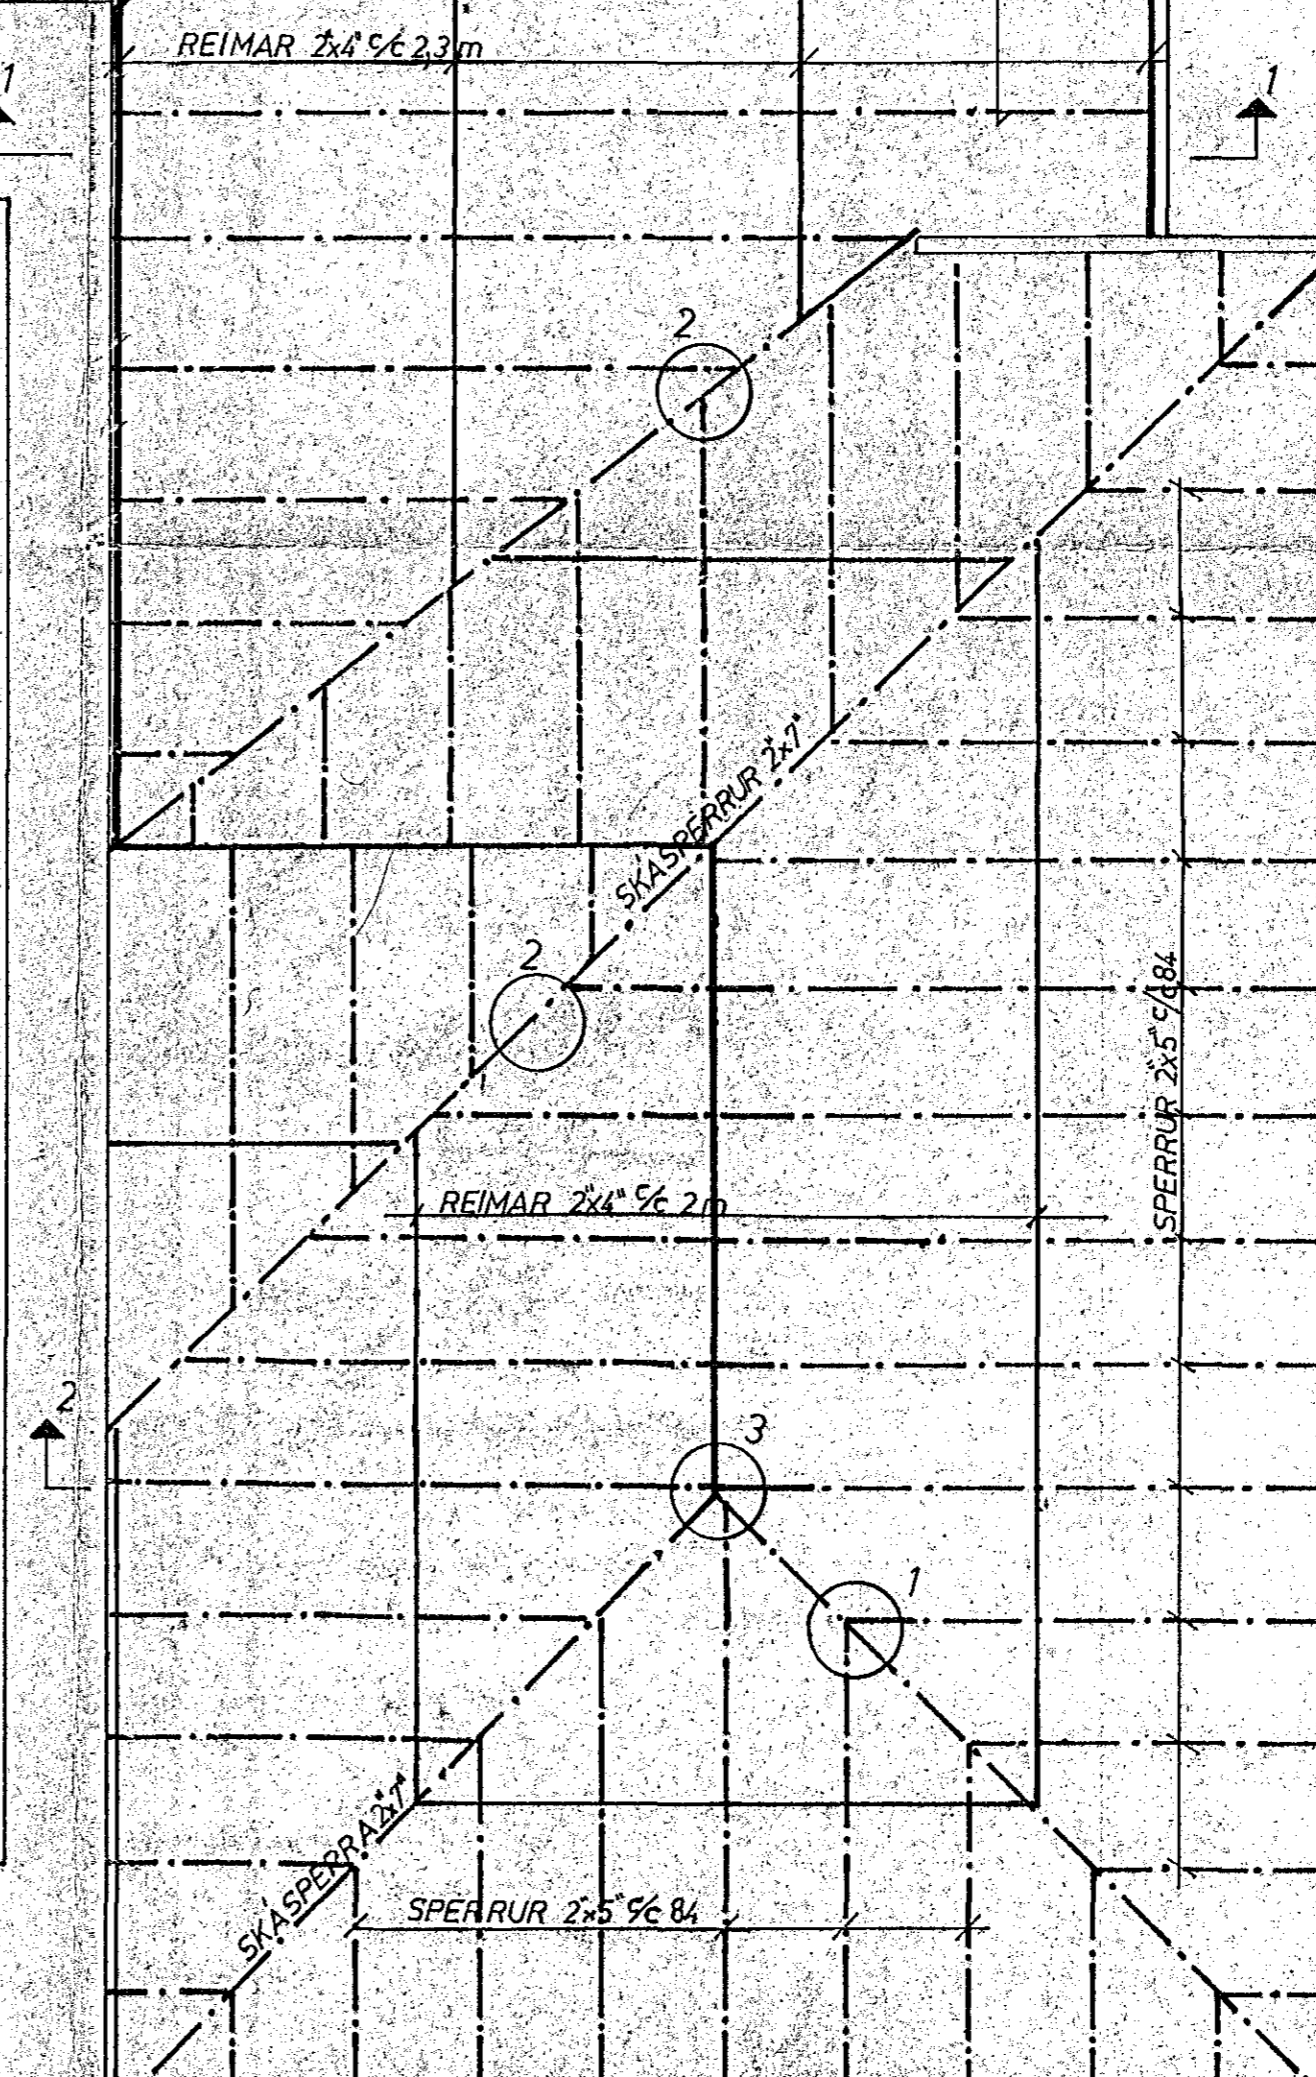 REIMAR 2"x4" c/c 2,3 m
1
1
2
SKÁSPERRUR 2"x7"
2
SPERRUR 2"x5" c/c 84
REIMAR 2"x4" c/c 2 m
2
3
1
SKÁSPERRA 2"x7"
SPERRUR 2"x5" c/c 84